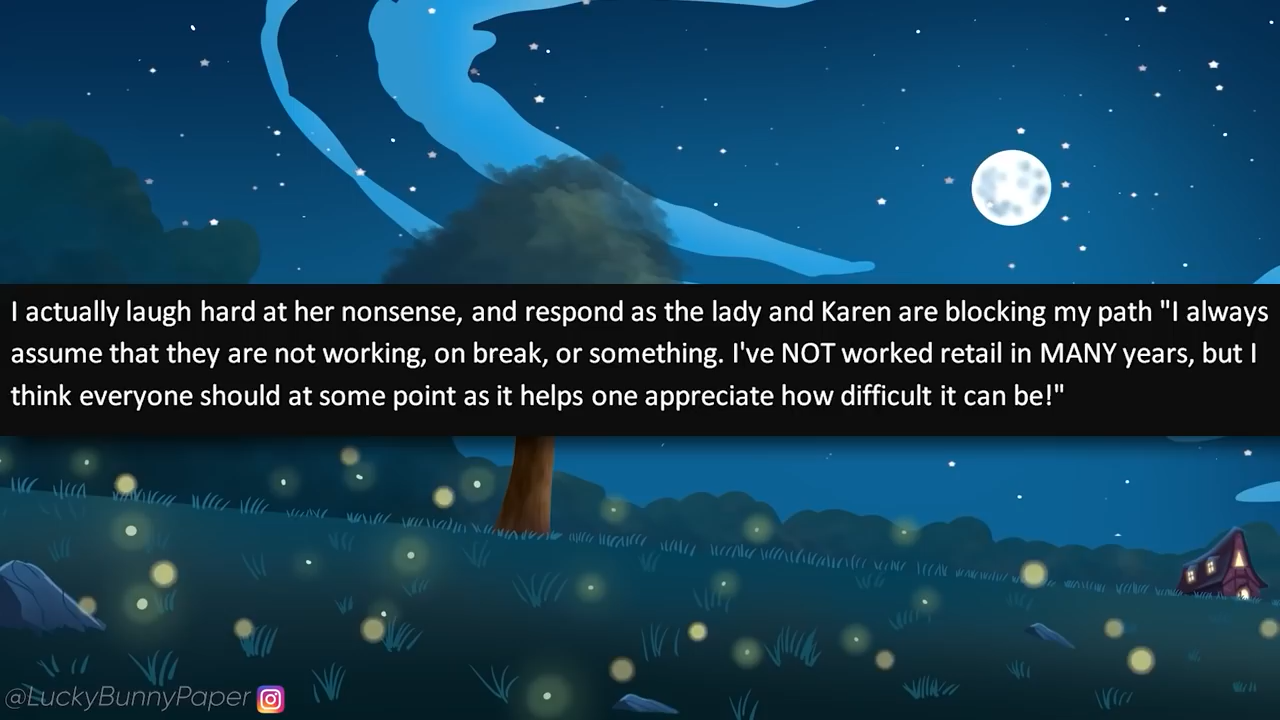 I actually laugh hard at her nonsense, and respond as the lady and Karen are blocking my path "I always
assume that they are not working, on break, or something. I've NOT worked retail in MANY years, but I
think everyone should at some point as it helps one appreciate how difficult it can be!"
@LuckyBunnyPaper